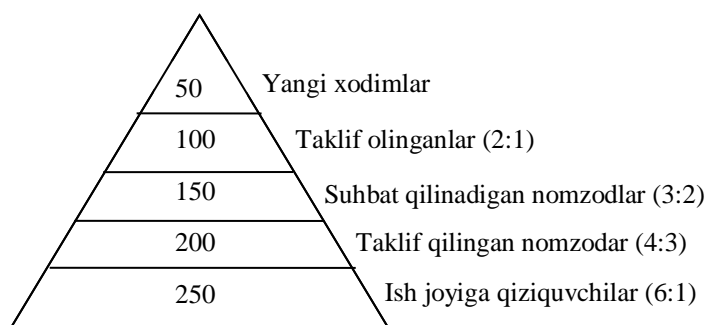 50 Yangi xodimlar
100 Taklif olinganlar (2:1)
150 Suhbat qilinadigan nomzodlar (3:2)
200 Taklif qilingan nomzodar (4:3)
250 Ish joyiga qiziquvchilar (6:1)